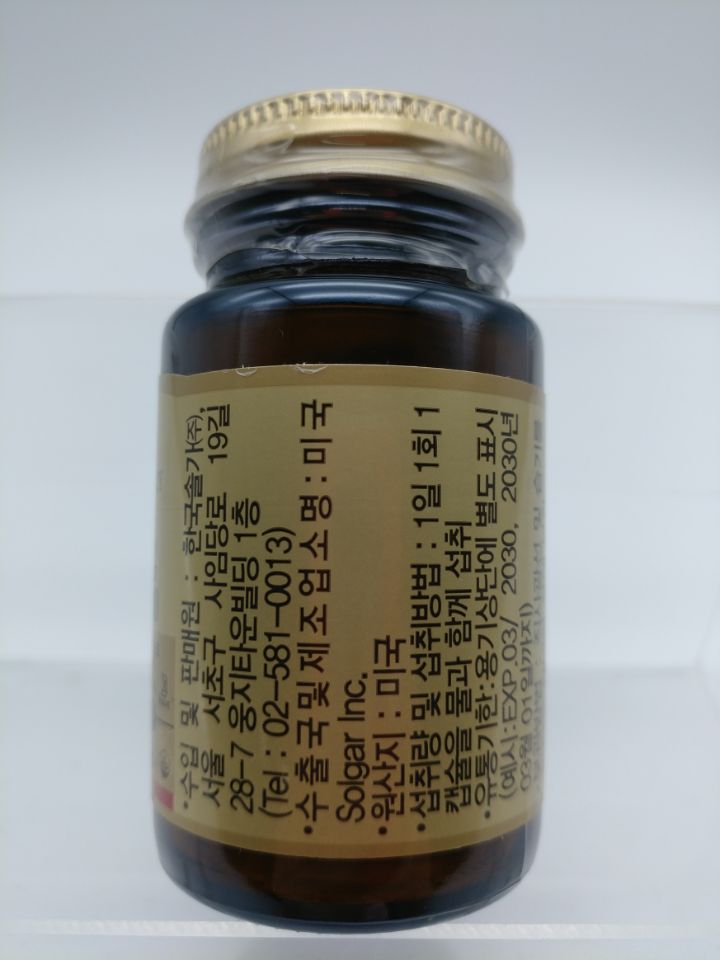 •수입 및 판매원 : 한국솔가㈜,
서울 서초구 사임당로 19길
28-7 웅지타운빌딩 1층
(Tel : 02-581-0013)
•수출국및제조업소명 : 미국
Solgar Inc.
•원산지 : 미국
•섭취량 및 섭취방법 : 1일 1회 1
캡슐을 물과 함께 섭취
•유통기한:용기상단에 별도 표시
(예시:EXP.03/ 2030, 2030년
03월 01일까지)